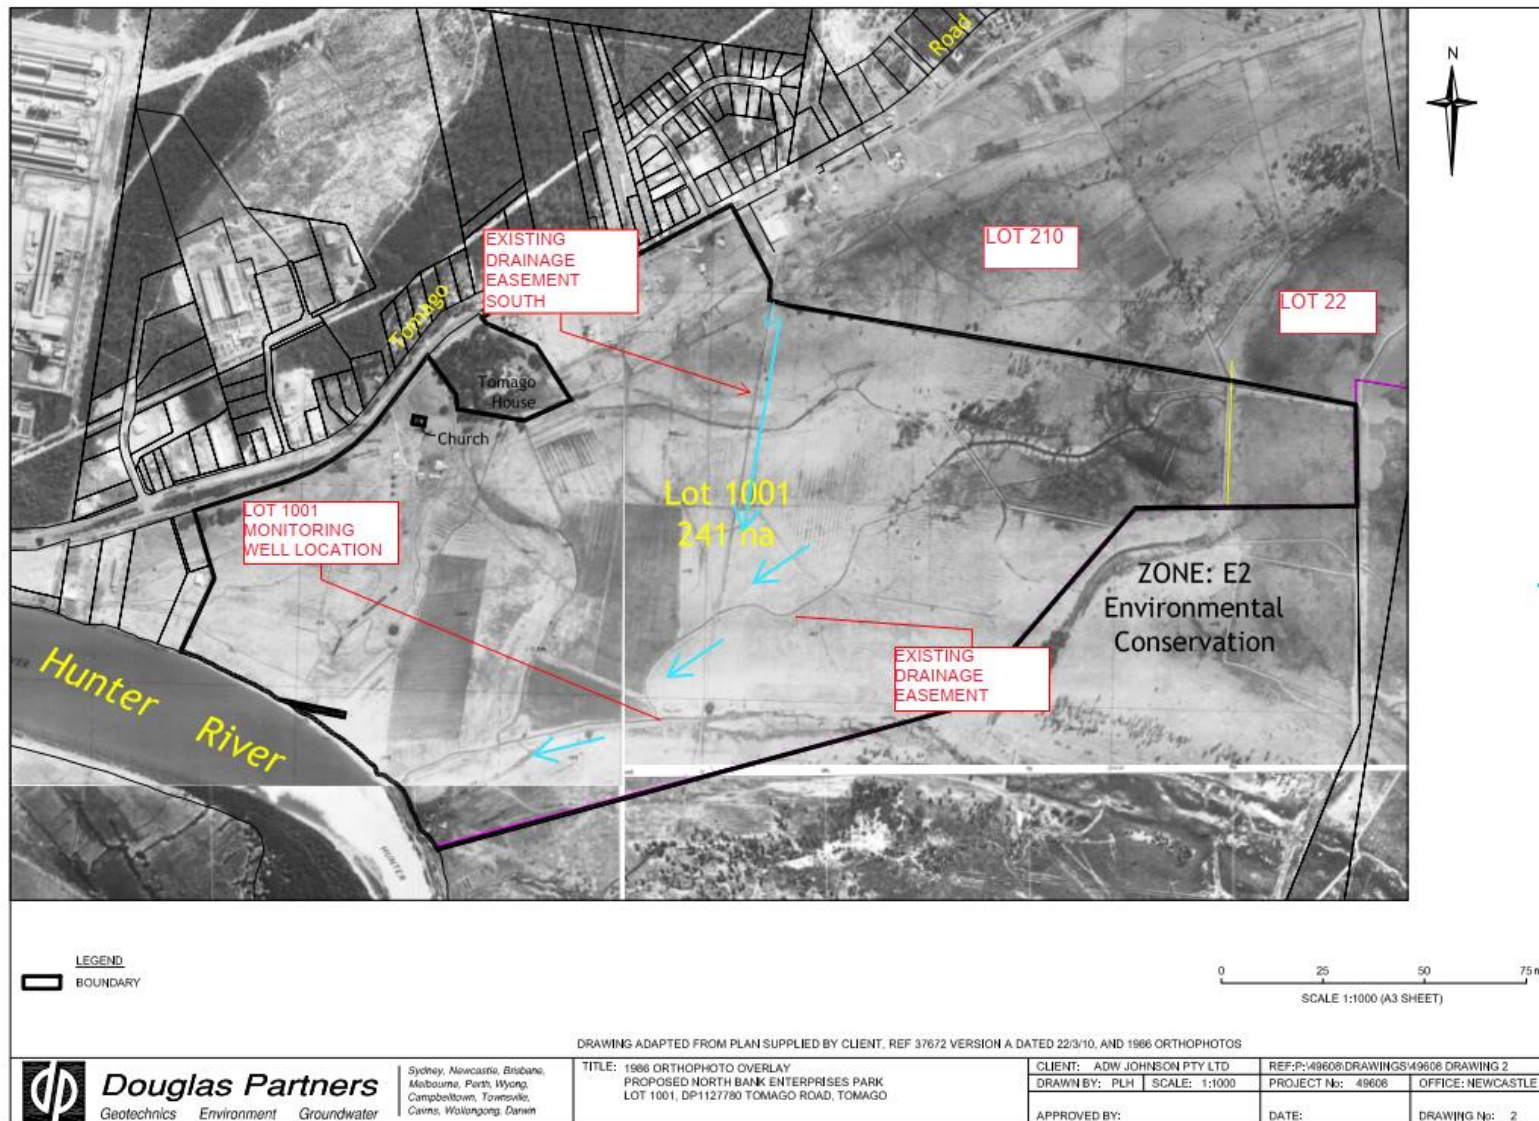 Road
N
LOT 210
LOT 22
EXISTING
DRAINAGE
EASEMENT
SOUTH
Tomago
Tomago
House
Church
Lot 1001
241 ha
LOT 1001
MONITORING
WELL LOCATION
ZONE: E2
Environmental
Conservation
EXISTING
DRAINAGE
EASEMENT
Hunter River
HUNTER
LEGEND
BOUNDARY
0 25 50 75m
SCALE 1:1000 (A3 SHEET)
DRAWING ADAPTED FROM PLAN SUPPLIED BY CLIENT, REF 37672 VERSION A DATED 22/3/10, AND 1986 ORTHOPHOTOS
dp
Douglas Partners
Geotechnics Environment Groundwater
Sydney, Newcastle, Brisbane,
Melbourne, Perth, Wyong,
Campbelltown, Townsville,
Cairns, Wollongong, Darwin
TITLE: 1986 ORTHOPHOTO OVERLAY
PROPOSED NORTH BANK ENTERPRISES PARK
LOT 1001, DP1127780 TOMAGO ROAD, TOMAGO
CLIENT: ADW JOHNSON PTY LTD
DRAWN BY: PLH SCALE: 1:1000
APPROVED BY:
REF:P:\49608\DRAWINGS\49608 DRAWING 2
PROJECT No: 49608 OFFICE: NEWCASTLE
DATE: DRAWING No: 2